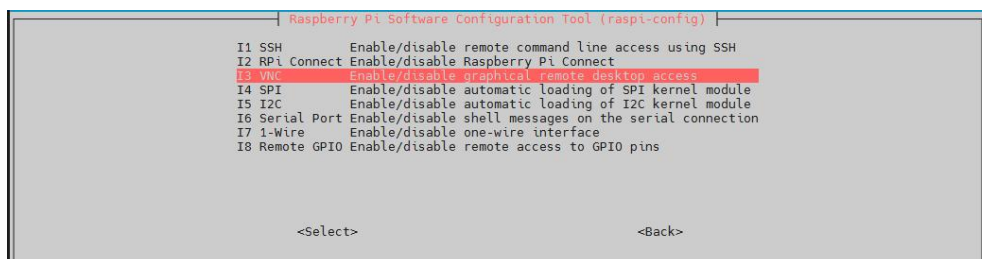 Raspberry Pi Software Configuration Tool (raspi-config)
I1 SSH Enable/disable remote command line access using SSH
I2 RPi Connect Enable/disable Raspberry Pi Connect
I3 VNC Enable/disable graphical remote desktop access
I4 SPI Enable/disable automatic loading of SPI kernel module
I5 I2C Enable/disable automatic loading of I2C kernel module
I6 Serial Port Enable/disable shell messages on the serial connection
I7 1-Wire Enable/disable one-wire interface
I8 Remote GPIO Enable/disable remote access to GPIO pins
<Select> <Back>